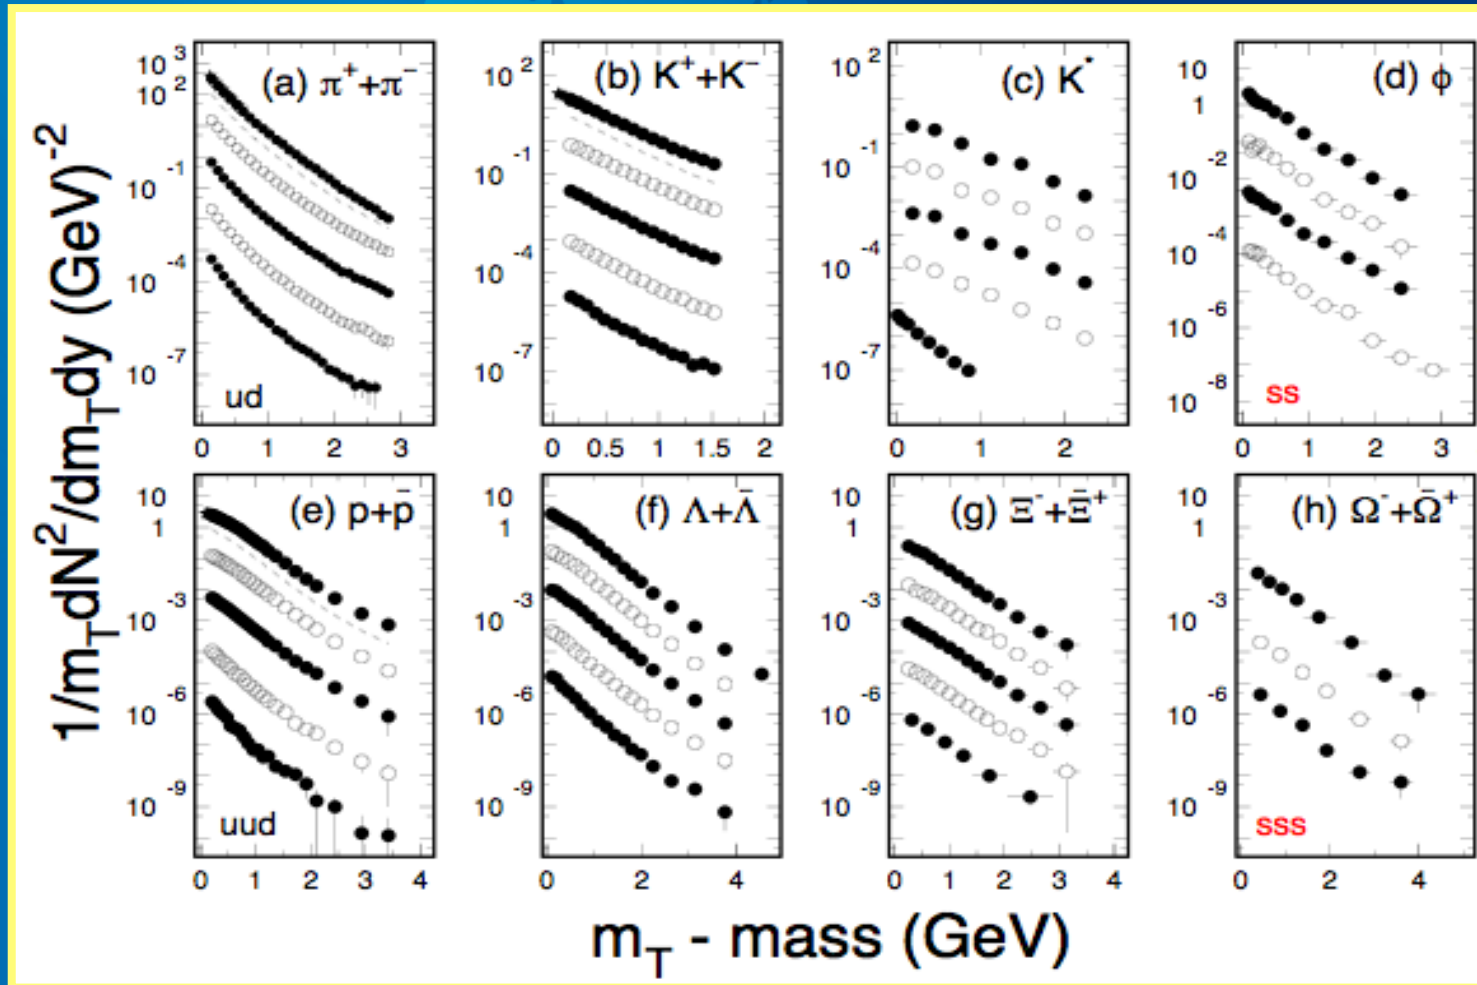 1/m_T dN²/dm_T dy (GeV)⁻²
(a) π⁺+π⁻
10³
10²
10⁻¹
10⁻⁴
10⁻⁷
ud
0 1 2 3
(b) K⁺+K⁻
10²
10⁻¹
10⁻⁴
10⁻⁷
0 0.5 1 1.5 2
(c) K*
10²
10⁻¹
10⁻⁴
10⁻⁷
0 1 2
(d) ϕ
10
1
10⁻²
10⁻⁴
10⁻⁶
10⁻⁸
ss
0 1 2 3
(e) p+p̄
10
1
10⁻³
10⁻⁶
10⁻⁹
uud
0 1 2 3 4
(f) Λ+Λ̄
10
1
10⁻³
10⁻⁶
10⁻⁹
0 2 4
(g) Ξ⁻+Ξ̄⁺
10
1
10⁻³
10⁻⁶
10⁻⁹
0 1 2 3 4
(h) Ω⁻+Ω̄⁺
10
1
10⁻³
10⁻⁶
10⁻⁹
sss
0 2 4
m_T - mass (GeV)